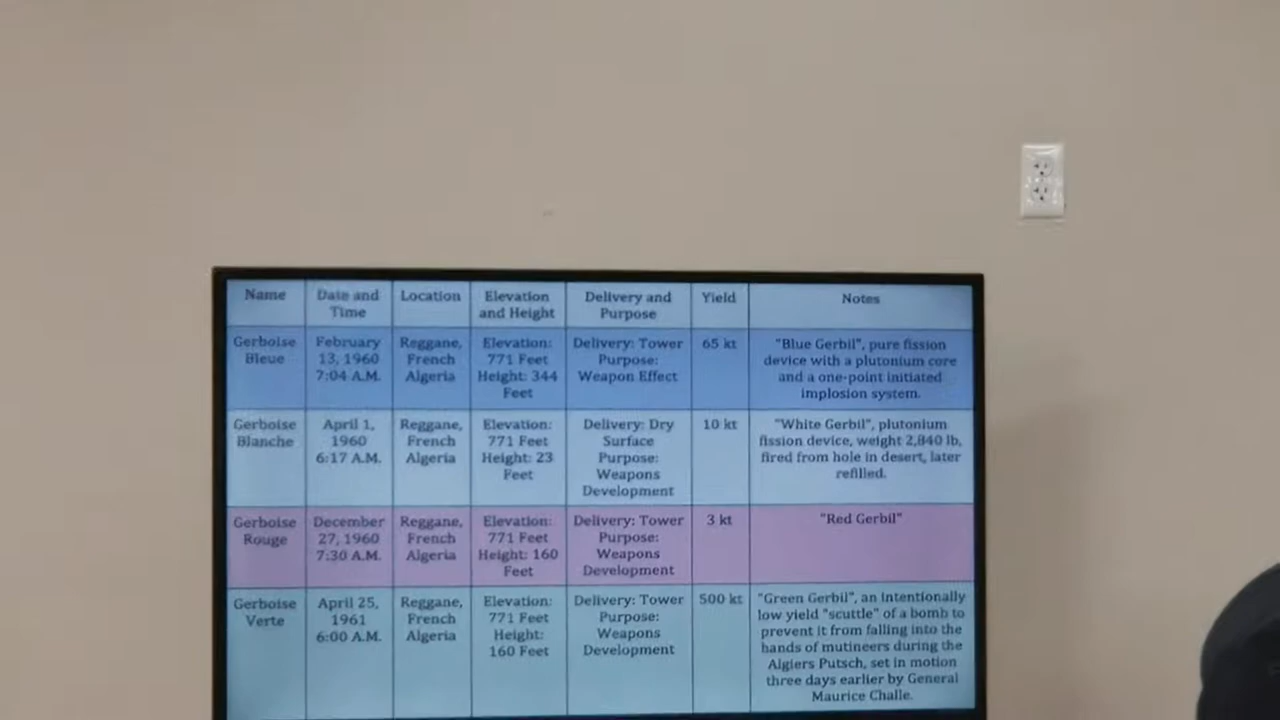 Name
Date and
Time
Location
Elevation
and Height
Delivery and
Purpose
Yield
Notes
Gerboise
Bleue
February
13, 1960
7:04 A.M.
Reggane,
French
Algeria
Elevation:
771 Feet
Height: 344
Feet
Delivery: Tower
Purpose:
Weapon Effect
65 kt
"Blue Gerbil", pure fission
device with a plutonium core
and a one-point initiated
implosion system.
Gerboise
Blanche
April 1,
1960
6:17 A.M.
Reggane,
French
Algeria
Elevation:
771 Feet
Height: 23
Feet
Delivery: Dry
Surface
Purpose:
Weapons
Development
10 kt
"White Gerbil", plutonium
fission device, weight 2,840 lb,
fired from hole in desert, later
refilled.
Gerboise
Rouge
December
27, 1960
7:30 A.M.
Reggane,
French
Algeria
Elevation:
771 Feet
Height: 160
Feet
Delivery: Tower
Purpose:
Weapons
Development
3 kt
"Red Gerbil"
Gerboise
Verte
April 25,
1961
6:00 A.M.
Reggane,
French
Algeria
Elevation:
771 Feet
Height:
160 Feet
Delivery: Tower
Purpose:
Weapons
Development
500 kt
"Green Gerbil", an intentionally
low yield "scuttle" of a bomb to
prevent it from falling into the
hands of mutineers during the
Algiers Putsch, set in motion
three days earlier by General
Maurice Challe.